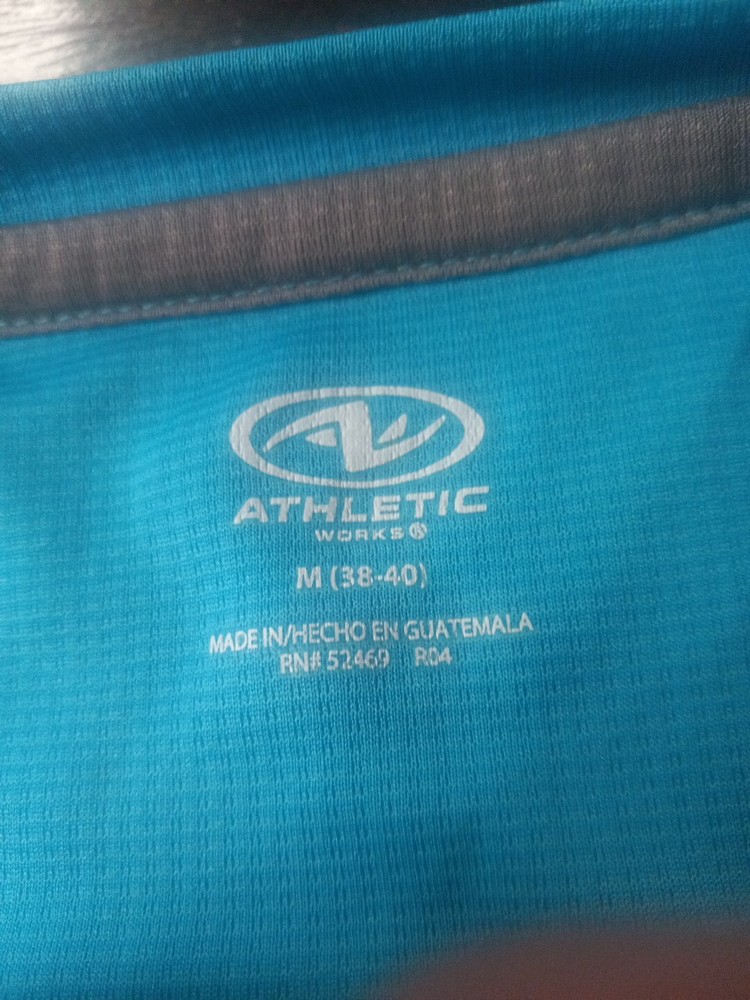 ATHLETIC
WORKS®
M (38-40)
MADE IN/HECHO EN GUATEMALA
RN# 52469 R04